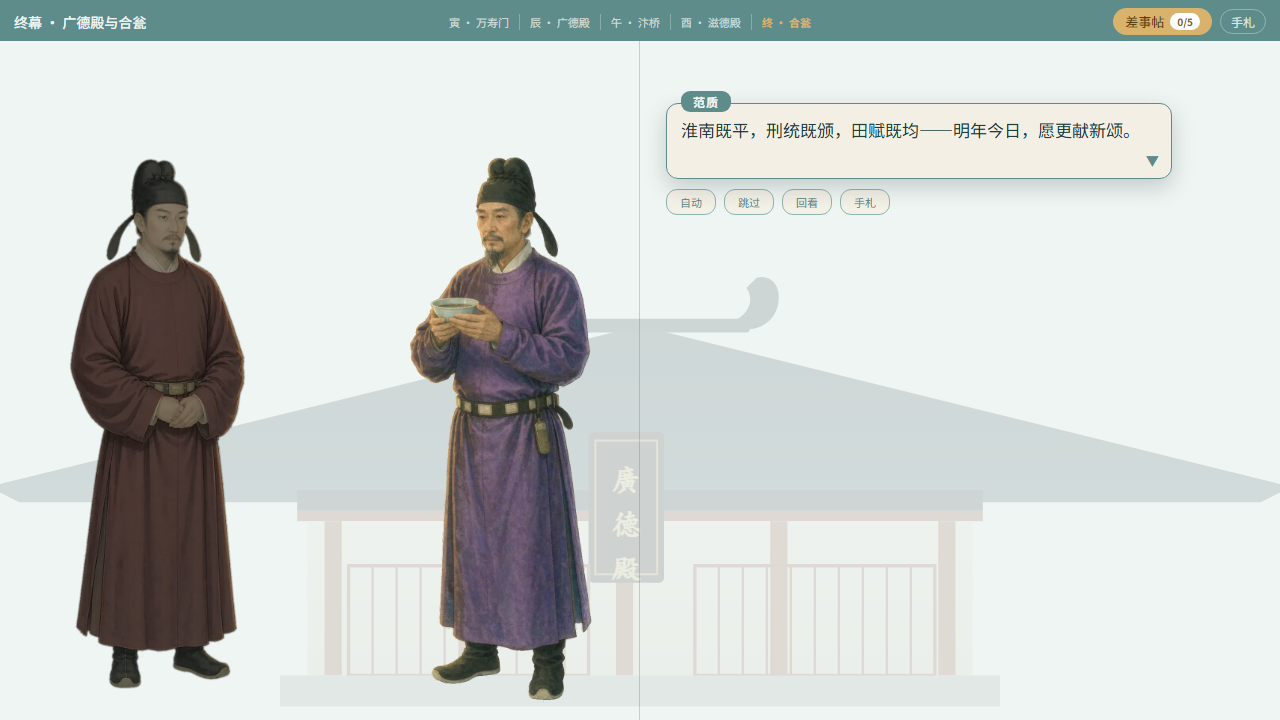 终幕 · 广德殿与合瓮
寅 · 万寿门
辰 · 广德殿
午 · 汴桥
酉 · 滋德殿
终 · 合瓮
差事帖 0/5
手札
范质
淮南既平，刑统既颁，田赋既均——明年今日，愿更献新颂。
自动
跳过
回看
手札
廣德殿